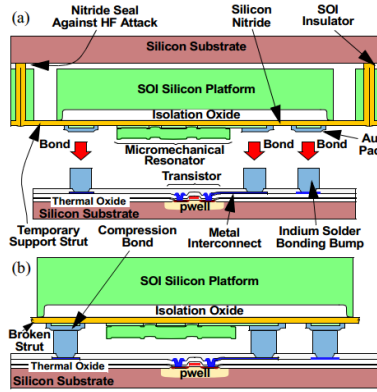 (a)
Nitride Seal
Against HF Attack
Silicon
Nitride
SOI
Insulator
Silicon Substrate
SOI Silicon Platform
Isolation Oxide
Bond
Bond
Bond
Au
Pad
Micromechanical
Resonator
Transistor
Thermal Oxide
Silicon Substrate
pwell
Temporary
Support Strut
Compression
Bond
Metal
Interconnect
Indium Solder
Bonding Bump
(b)
SOI Silicon Platform
Isolation Oxide
Broken
Strut
Thermal Oxide
Silicon Substrate
pwell